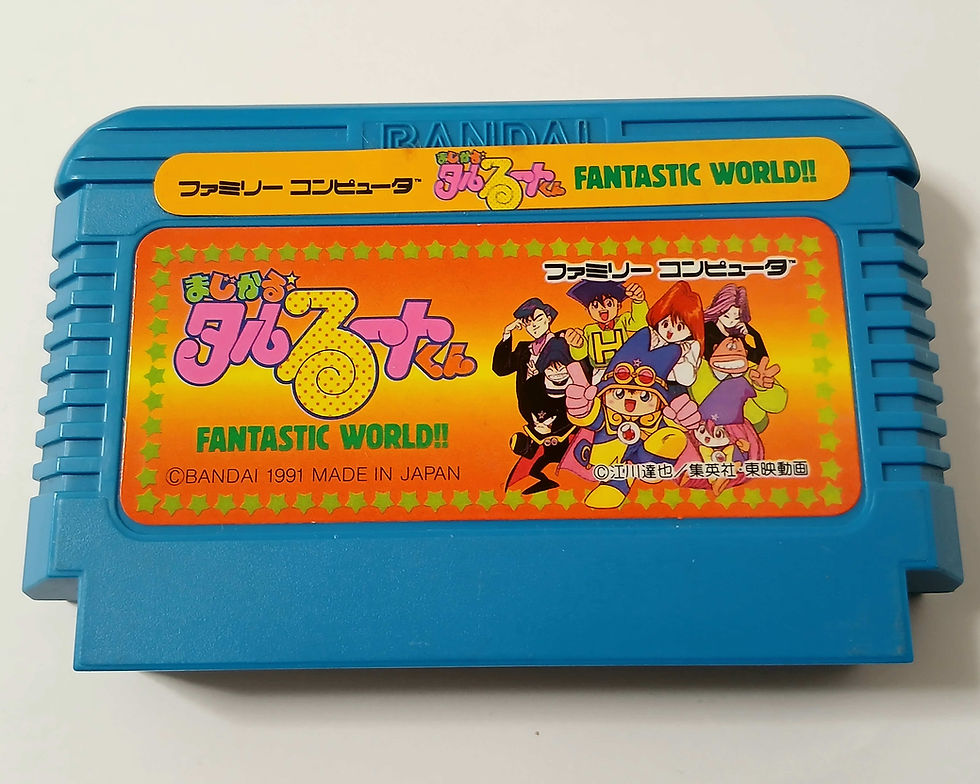 BANDAI
ファミリー コンピュータ™ まじかる☆タルるートくん FANTASTIC WORLD!!
ファミリー コンピュータ™
まじかる☆
タルるートくん
H
FANTASTIC WORLD!!
©BANDAI 1991 MADE IN JAPAN
©江川達也／集英社・東映動画